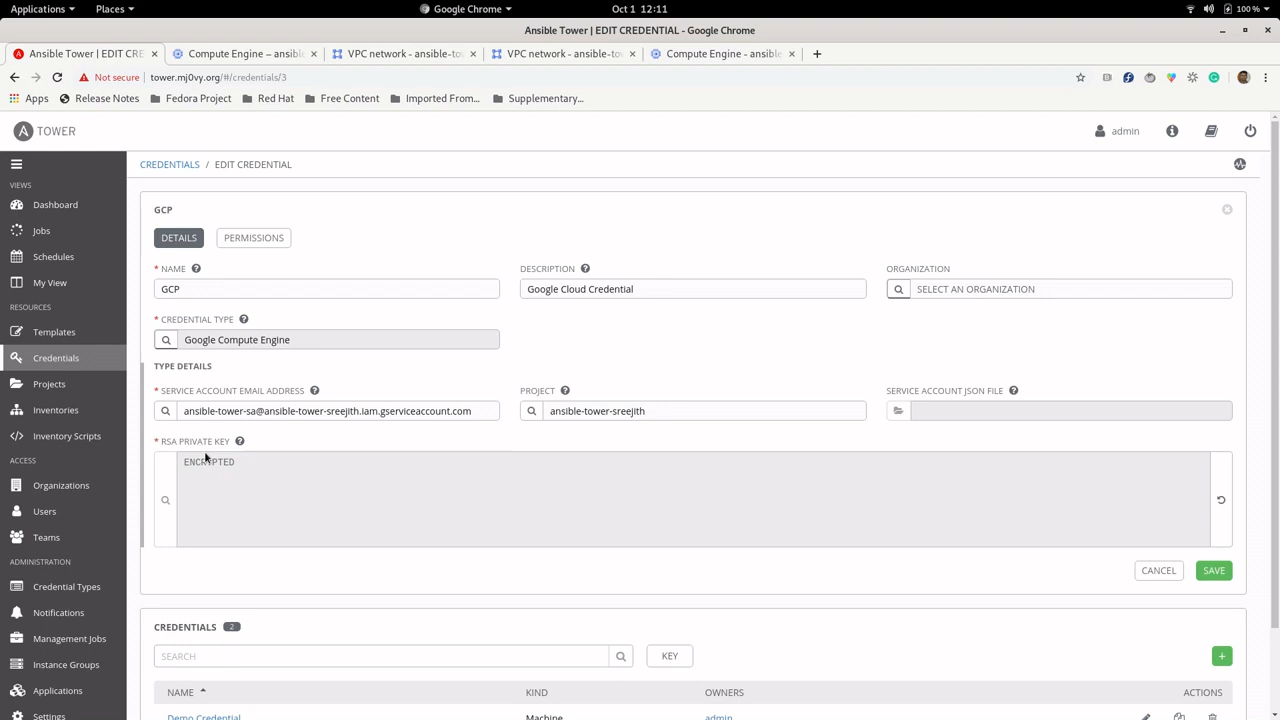 Applications Places Google Chrome Oct 1 12:11 100 %
Ansible Tower | EDIT CREDENTIAL - Google Chrome
Ansible Tower | EDIT CRE Compute Engine – ansible VPC network - ansible-to VPC network - ansible-to Compute Engine - ansible
Not secure tower.mj0vy.org/#/credentials/3
Apps Release Notes Fedora Project Red Hat Free Content Imported From... Supplementary...
A TOWER admin
CREDENTIALS / EDIT CREDENTIAL
VIEWS
Dashboard
Jobs
Schedules
My View
RESOURCES
Templates
Credentials
Projects
Inventories
Inventory Scripts
ACCESS
Organizations
Users
Teams
ADMINISTRATION
Credential Types
Notifications
Management Jobs
Instance Groups
Applications
Settings
GCP
DETAILS PERMISSIONS
* NAME ? DESCRIPTION ? ORGANIZATION
GCP Google Cloud Credential SELECT AN ORGANIZATION
* CREDENTIAL TYPE ?
Google Compute Engine
TYPE DETAILS
* SERVICE ACCOUNT EMAIL ADDRESS ? PROJECT ? SERVICE ACCOUNT JSON FILE ?
ansible-tower-sa@ansible-tower-sreejith.iam.gserviceaccount.com ansible-tower-sreejith
* RSA PRIVATE KEY ?
ENCRYPTED
CANCEL SAVE
CREDENTIALS 2
SEARCH KEY +
NAME KIND OWNERS ACTIONS
Demo Credential Machine admin